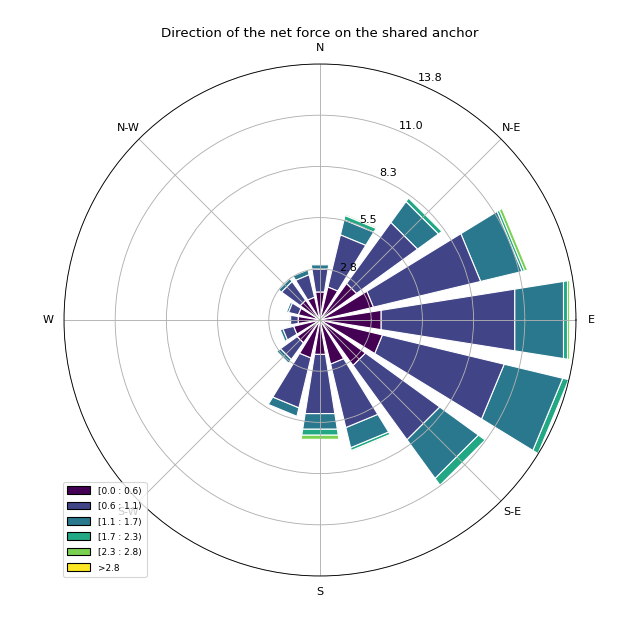 Direction of the net force on the shared anchor
N
13.8
N-W
11.0
N-E
8.3
5.5
2.8
W
E
S-W
S-E
S
[0.0 : 0.6)
[0.6 : 1.1)
[1.1 : 1.7)
[1.7 : 2.3)
[2.3 : 2.8)
>2.8